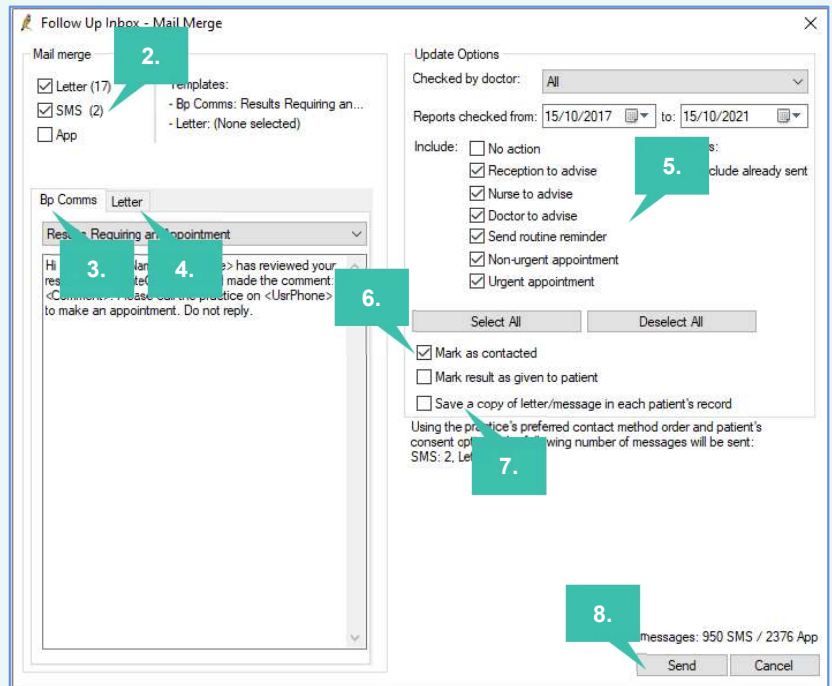 Follow Up Inbox - Mail Merge
Mail merge
2.
Letter (17)
SMS (2)
App
Templates:
- Bp Comms: Results Requiring an...
- Letter: (None selected)
Bp Comms Letter
Results Requiring an Appointment
3.
4.
Hi has reviewed your
made the comment:
<Comment>. Please call the practice on <UsrPhone>
to make an appointment. Do not reply.
Update Options
Checked by doctor: All
Reports checked from: 15/10/2017 to: 15/10/2021
Include: No action
Reception to advise
Nurse to advise
Doctor to advise
Send routine reminder
Non-urgent appointment
Urgent appointment
already sent
5.
6.
Select All Deselect All
Mark as contacted
Mark result as given to patient
Save a copy of letter/message in each patient's record
Using the practice's preferred contact method order and patient's
consent following number of messages will be sent:
SMS: 2,
7.
8.
messages: 950 SMS / 2376 App
Send Cancel